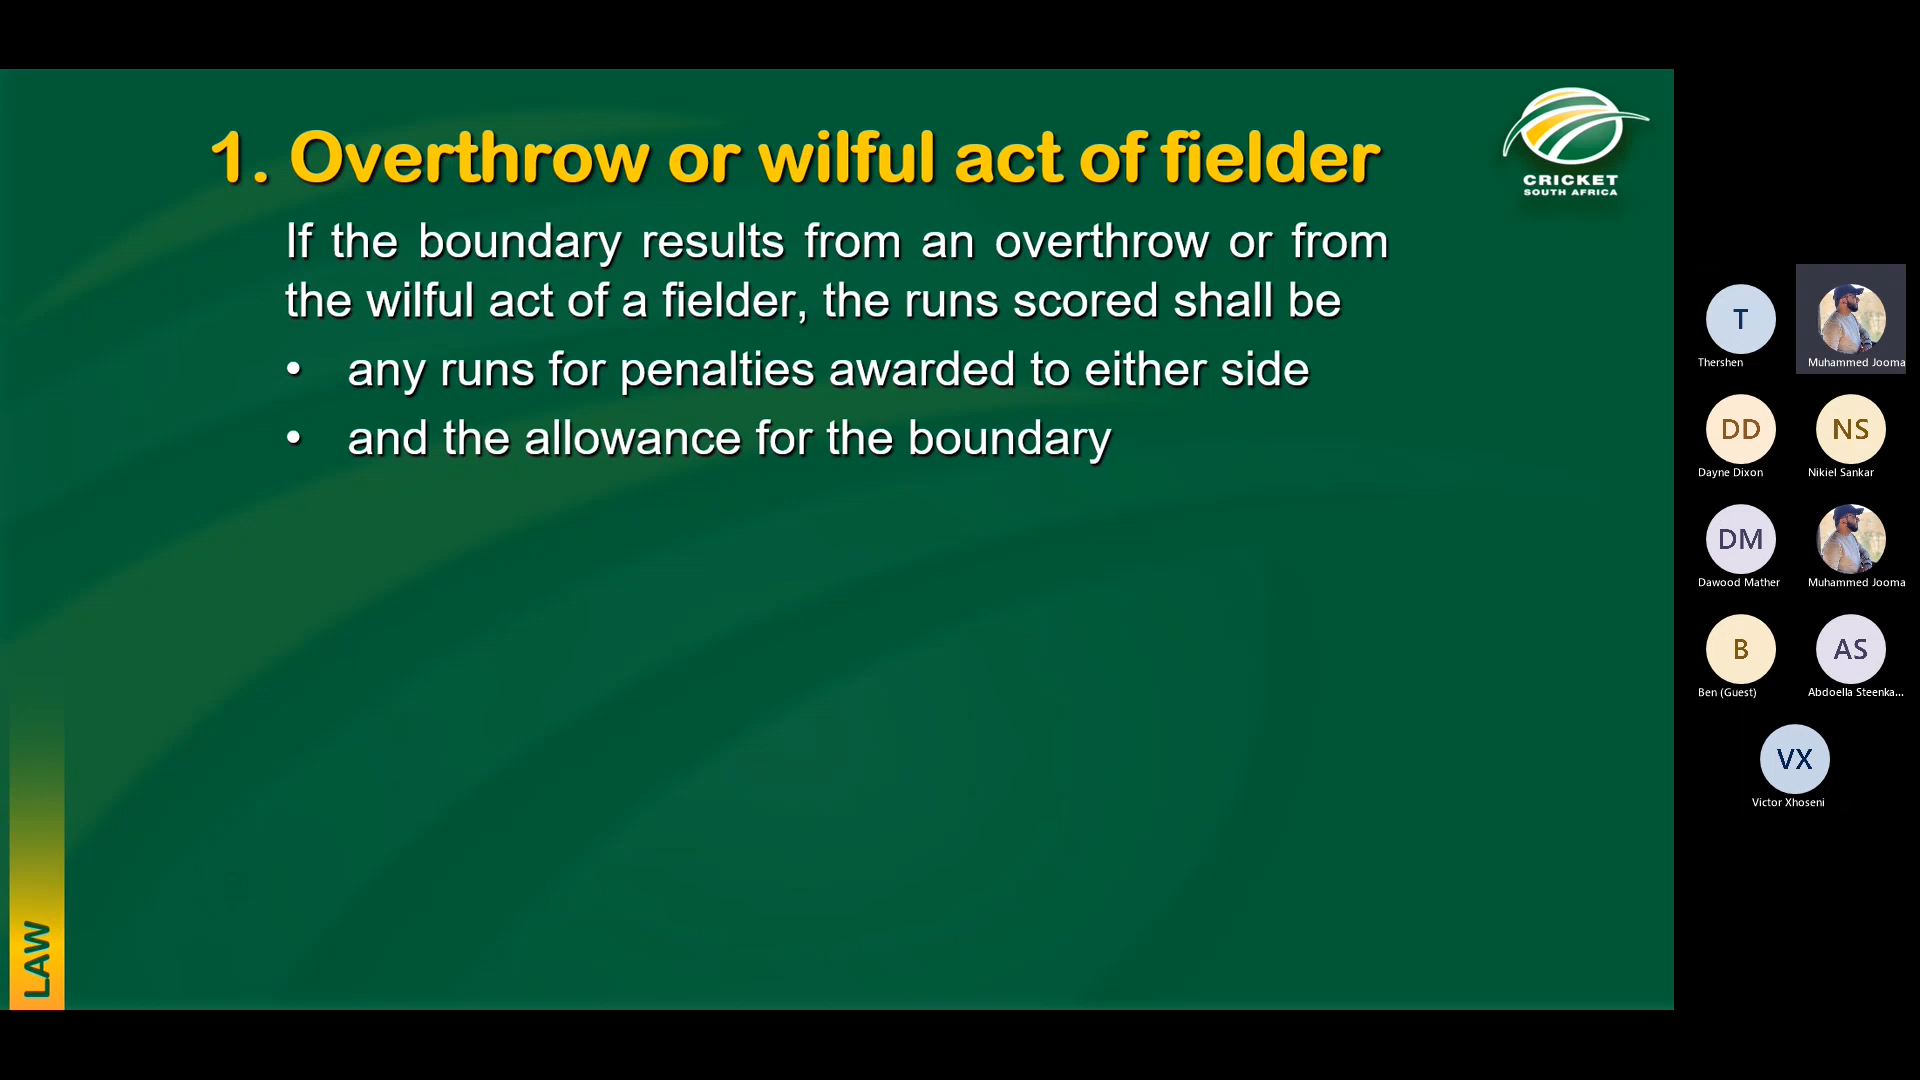 1. Overthrow or wilful act of fielder
If the boundary results from an overthrow or from
the wilful act of a fielder, the runs scored shall be
• any runs for penalties awarded to either side
• and the allowance for the boundary
CRICKET
SOUTH AFRICA
LAW
T
Thershen
Muhammed Jooma
DD
Dayne Dixon
NS
Nikiel Sankar
DM
Dawood Mather
Muhammed Jooma
B
Ben (Guest)
AS
Abdoella Steenka...
VX
Victor Xhoseni